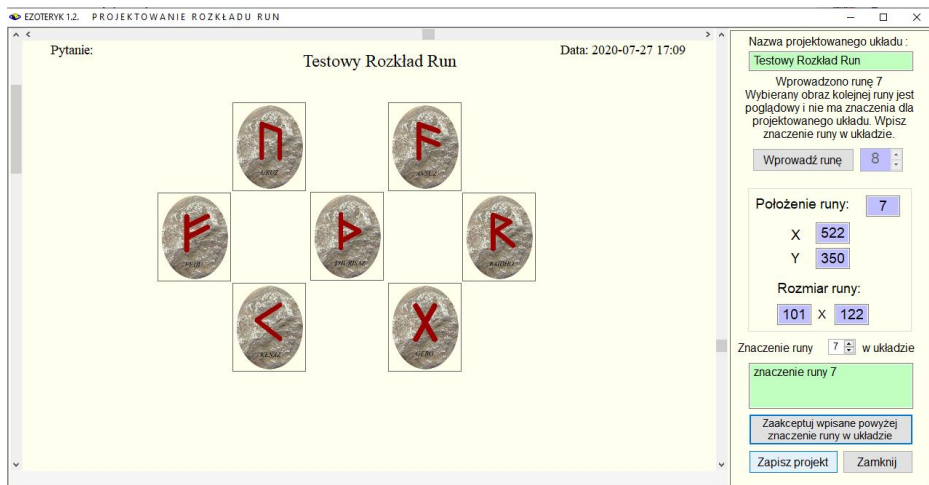 EZOTERYK 1.2. PROJEKTOWANIE ROZKŁADU RUN
Pytanie:
Testowy Rozkład Run
Data: 2020-07-27 17:09
URUZ
ANSUZ
FEHU
THURISAZ
RAIDHO
KENAZ
GEBO
Nazwa projektowanego układu :
Testowy Rozkład Run
Wprowadzono runę 7
Wybierany obraz kolejnej runy jest
poglądowy i nie ma znaczenia dla
projektowanego układu. Wpisz
znaczenie runy w układzie.
Wprowadź runę 8
Położenie runy: 7
X 522
Y 350
Rozmiar runy:
101 X 122
Znaczenie runy 7 w układzie
znaczenie runy 7
Zaakceptuj wpisane powyżej
znaczenie runy w układzie
Zapisz projekt Zamknij